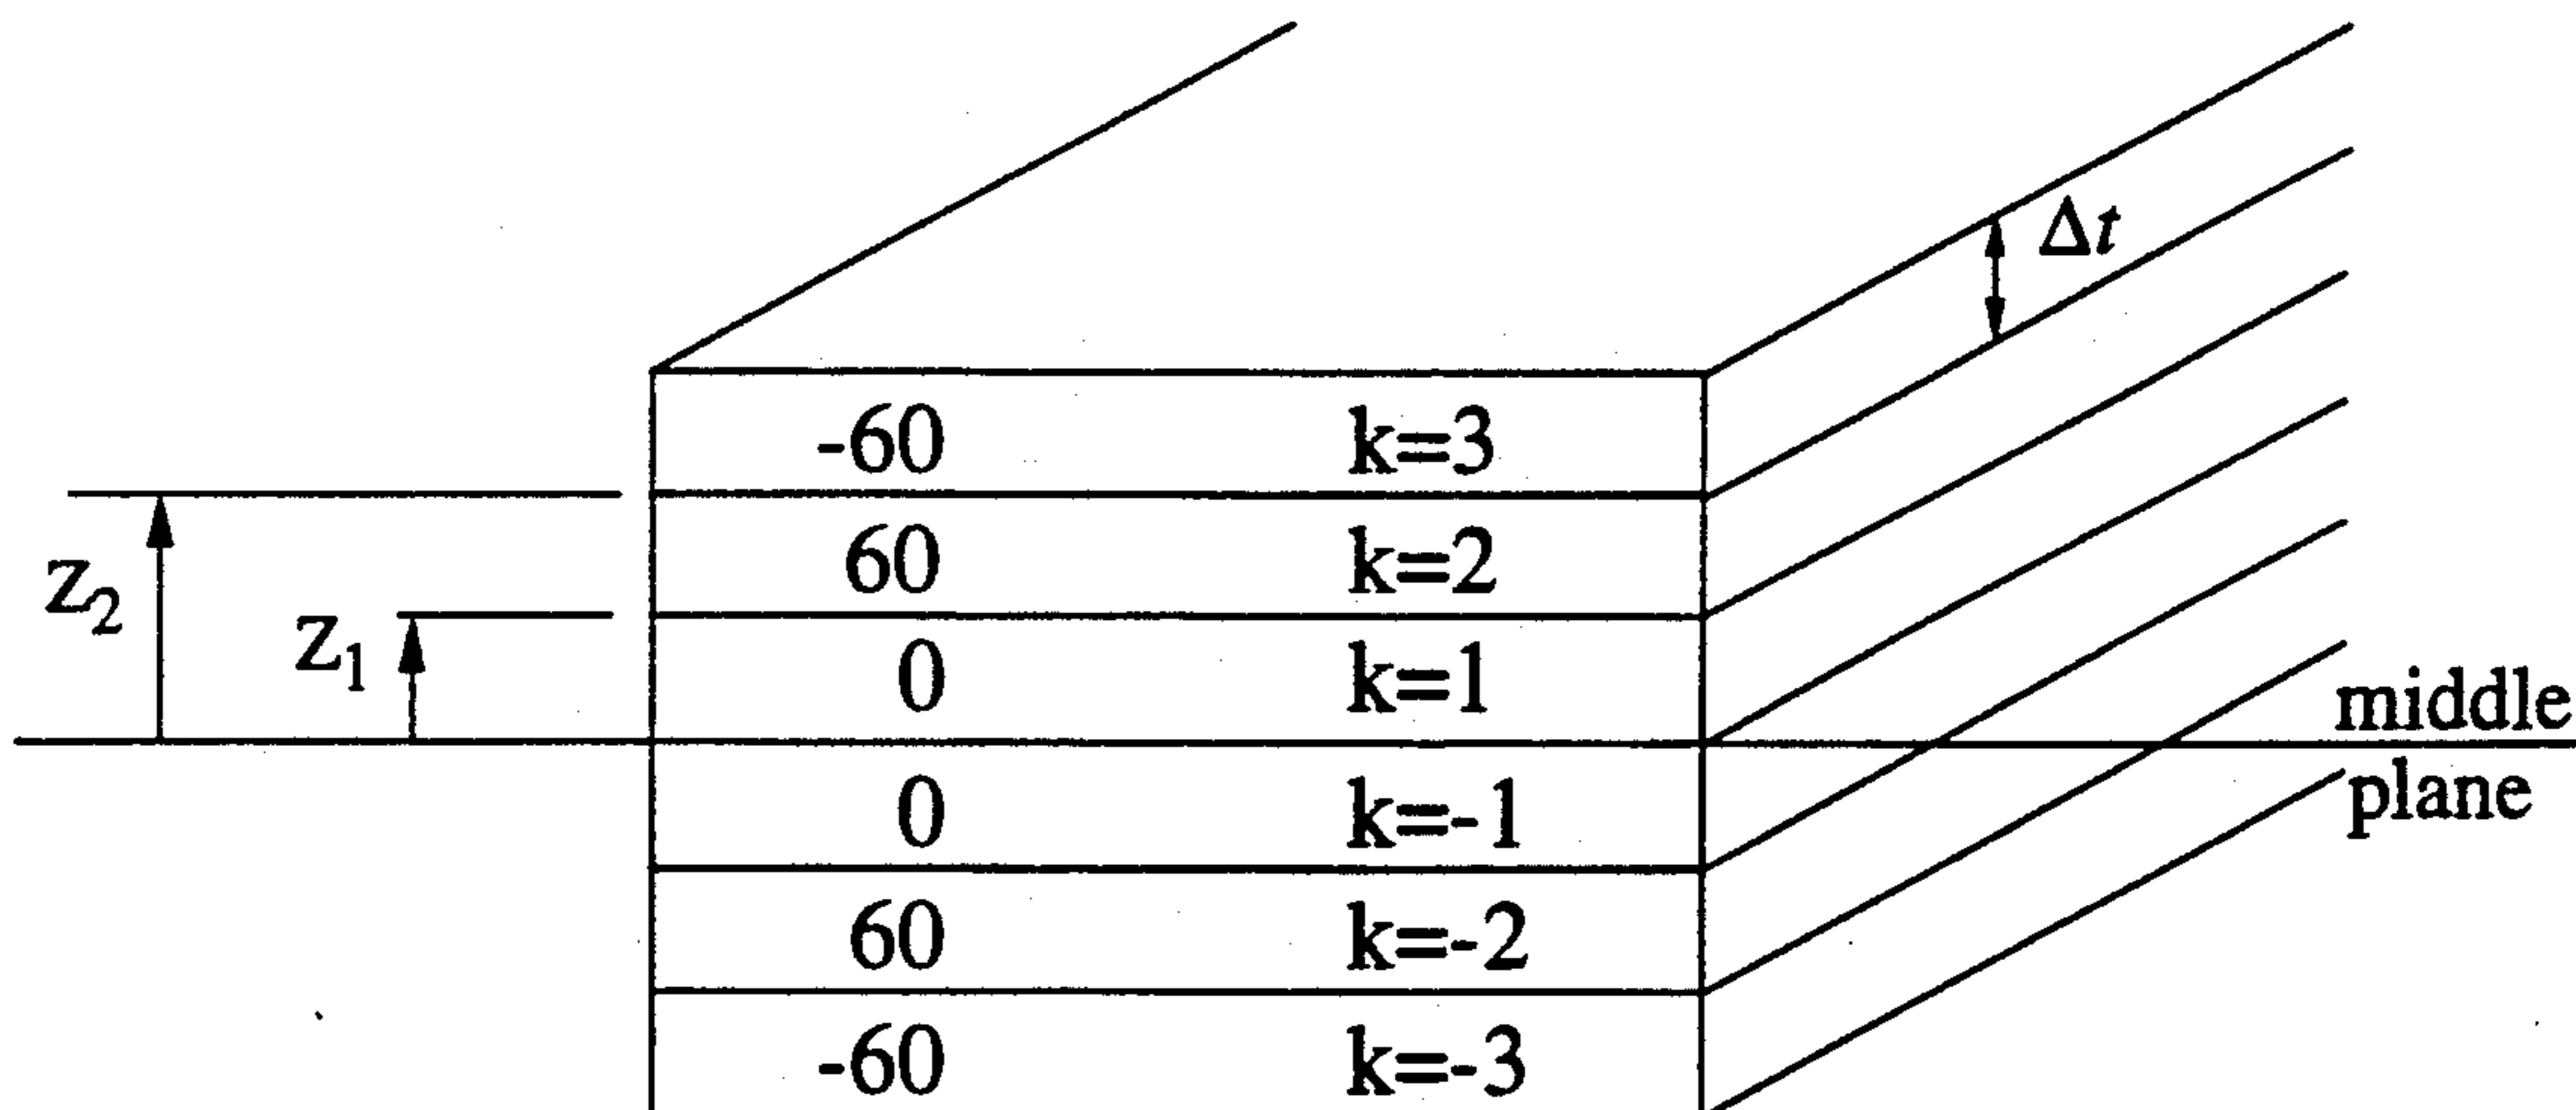 Δt
-60 k=3
z2
60 k=2
z1
0 k=1
middle
plane
0 k=-1
60 k=-2
-60 k=-3